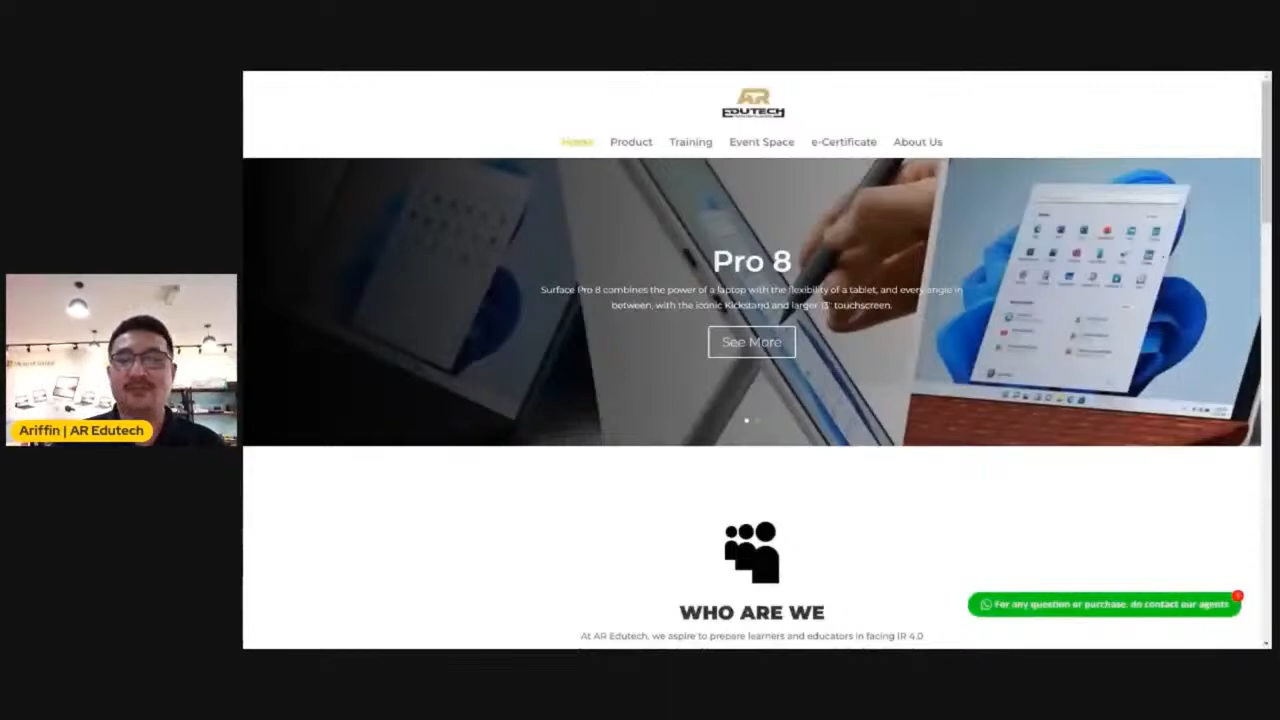 AR
EDUTECH
Home
Product
Training
Event Space
e-Certificate
About Us
Pro 8
Surface Pro 8 combines the power of a laptop with the flexibility of a tablet, and every angle in
between, with the iconic Kickstand and larger 13" touchscreen.
See More
Ariffin | AR Edutech
WHO ARE WE
For any question or purchase, do contact our agents
1
At AR Edutech, we aspire to prepare learners and educators in facing IR 4.0